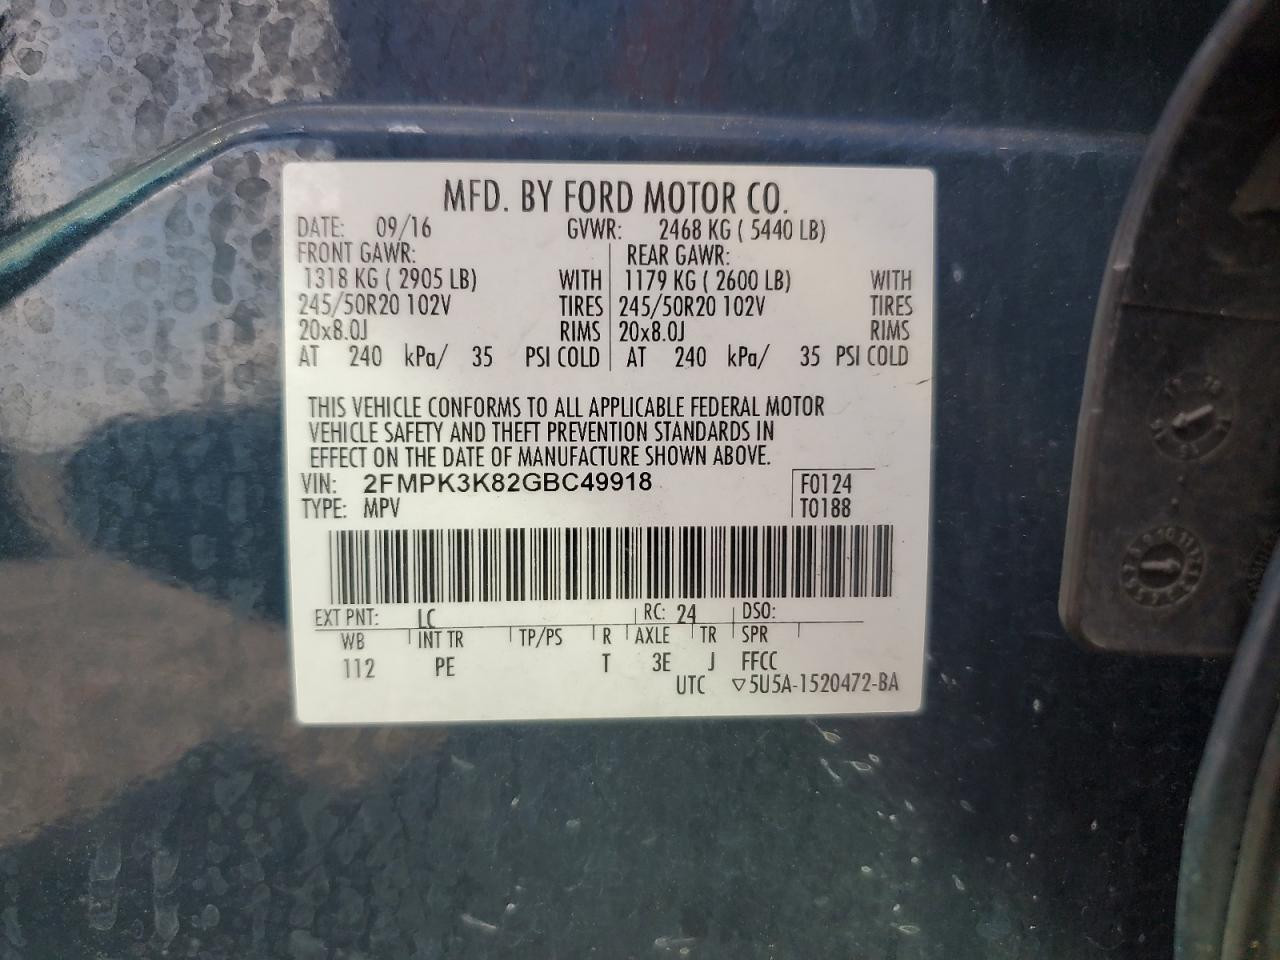 MFD. BY FORD MOTOR CO.
DATE: 09/16 GVWR: 2468 KG ( 5440 LB)
FRONT GAWR: REAR GAWR:
1318 KG ( 2905 LB) WITH 1179 KG ( 2600 LB) WITH
245/50R20 102V TIRES 245/50R20 102V TIRES
20x8.0J RIMS 20x8.0J RIMS
AT 240 kPa/ 35 PSI COLD AT 240 kPa/ 35 PSI COLD
THIS VEHICLE CONFORMS TO ALL APPLICABLE FEDERAL MOTOR
VEHICLE SAFETY AND THEFT PREVENTION STANDARDS IN
EFFECT ON THE DATE OF MANUFACTURE SHOWN ABOVE.
VIN: 2FMPK3K82GBC49918 F0124
TYPE: MPV T0188
EXT PNT: LC RC: 24 DSO:
WB INT TR TP/PS R AXLE TR SPR
112 PE T 3E J FFCC
UTC ▽5U5A-1520472-BA